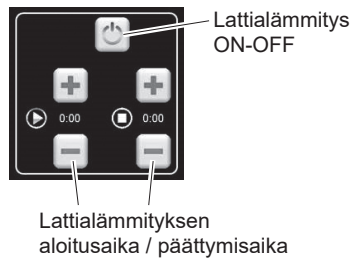 Lattialämmitys
ON-OFF
0:00 0:00
Lattialämmityksen
aloitusaika / päättymisaika